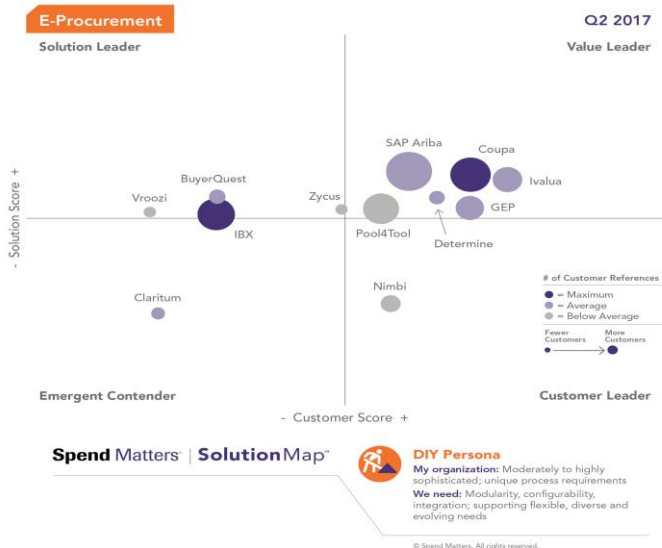 E-Procurement
Q2 2017
Solution Leader
Value Leader
SAP Ariba
Coupa
BuyerQuest
Ivalua
Vroozi
Zycus
GEP
IBX
Pool4Tool
Determine
- Solution Score +
Nimbi
Claritum
# of Customer References
= Maximum
= Average
= Below Average
Fewer Customers
More Customers
Emergent Contender
Customer Leader
- Customer Score +
Spend Matters | SolutionMap
DIY Persona
My organization: Moderately to highly
sophisticated; unique process requirements
We need: Modularity, configurability,
integration; supporting flexible, diverse and
evolving needs
© Spend Matters. All rights reserved.